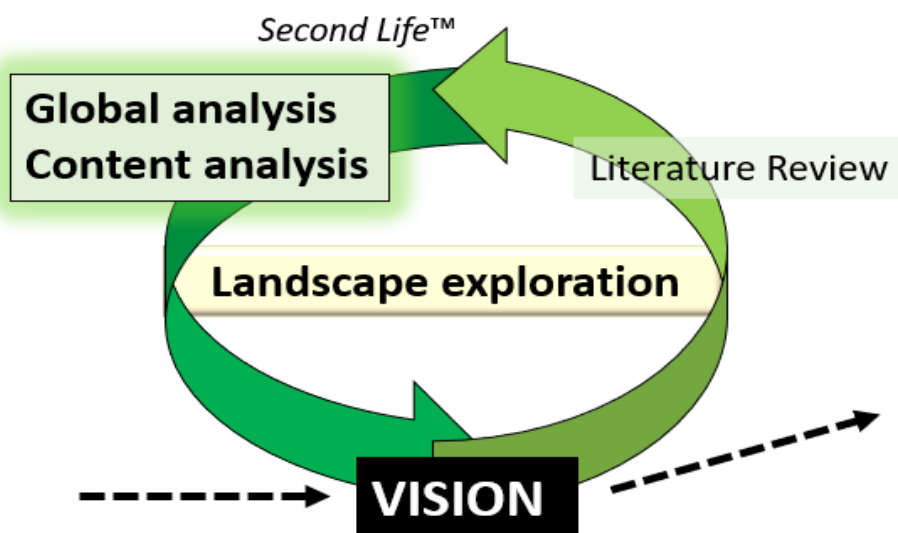 Second Life™
Global analysis
Content analysis
Literature Review
Landscape exploration
VISION